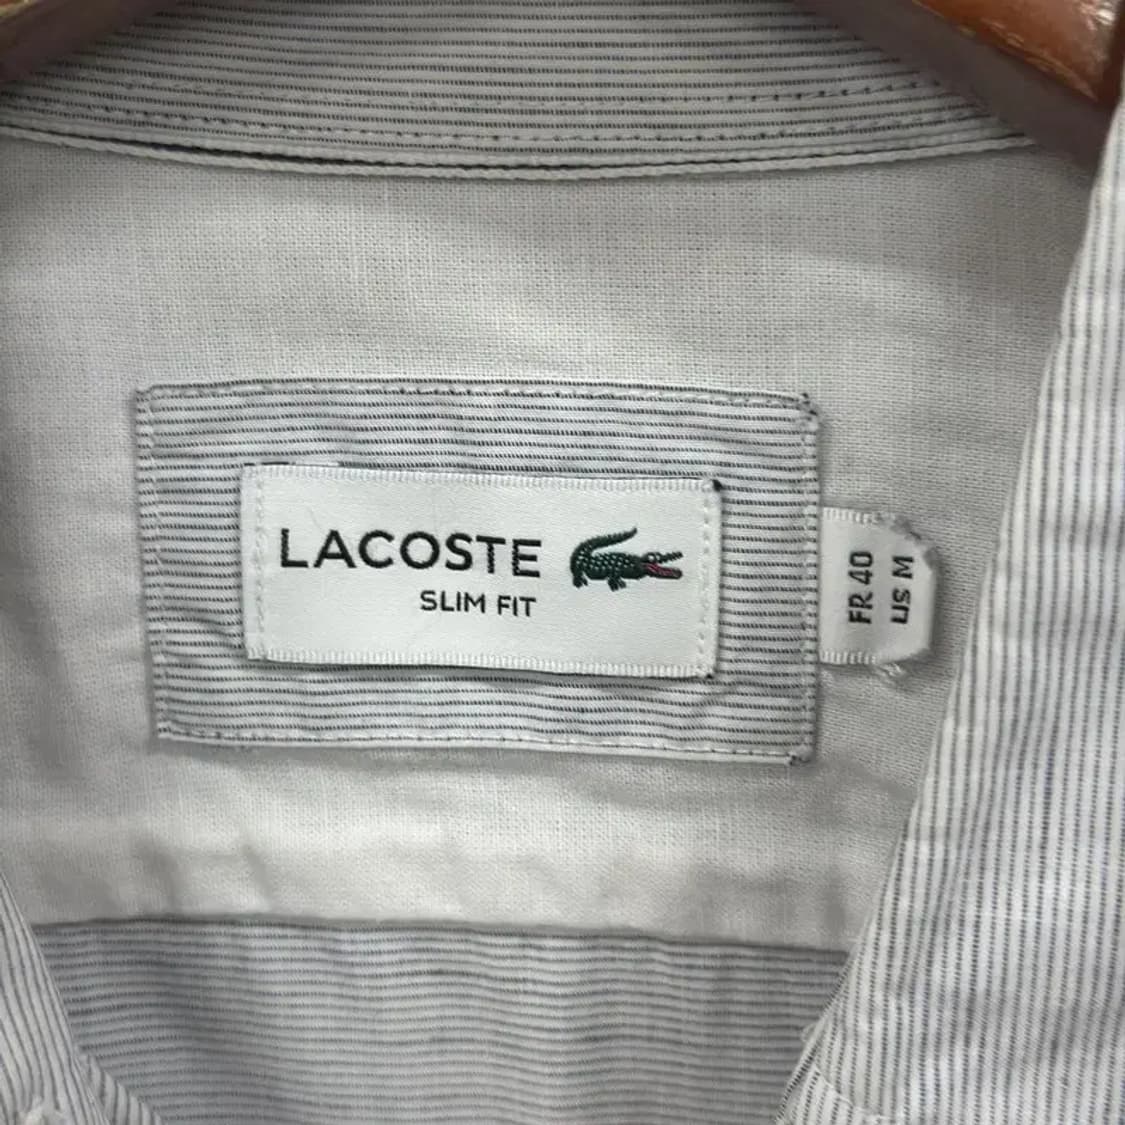 LACOSTE
SLIM FIT
FR 40
US M